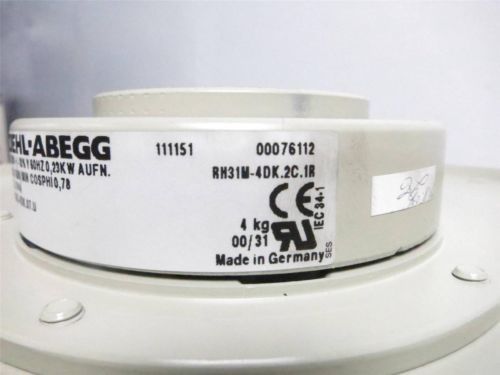 ZIEHL-ABEGG 111151 00076112
60HZ 0,23KW AUFN. RH31M-4DK.2C.1R
COSPHI 0,78
4 kg
00/31
IEC 34-1
Made in Germany
SES